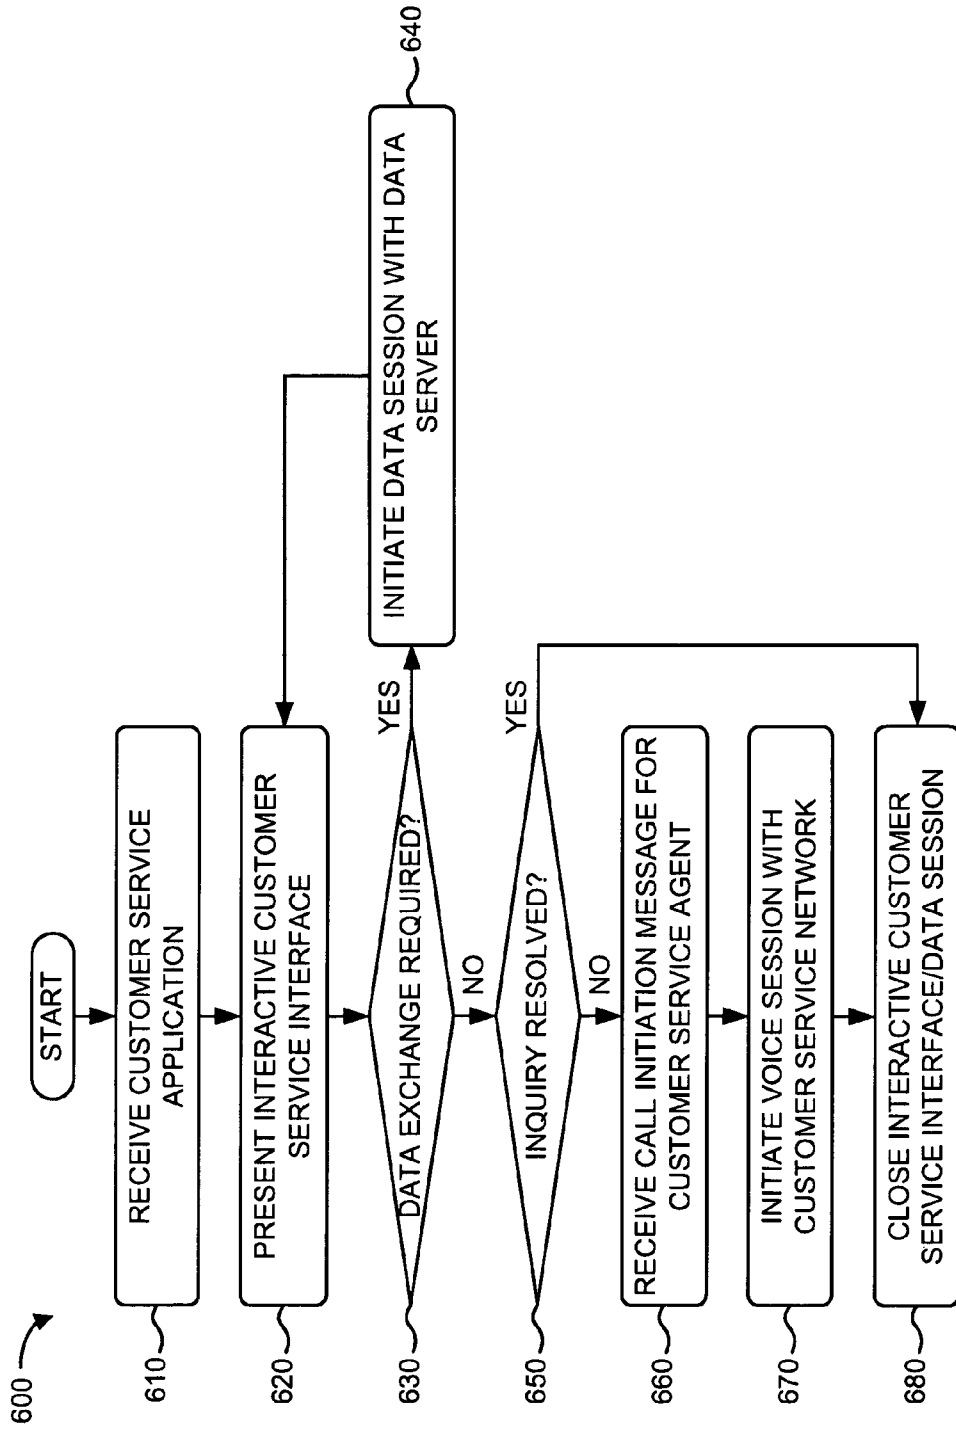 600
START
RECEIVE CUSTOMER SERVICE
APPLICATION
610
PRESENT INTERACTIVE CUSTOMER
SERVICE INTERFACE
620
DATA EXCHANGE REQUIRED?
630
YES
NO
INITIATE DATA SESSION WITH DATA
SERVER
640
INQUIRY RESOLVED?
650
YES
NO
RECEIVE CALL INITIATION MESSAGE FOR
CUSTOMER SERVICE AGENT
660
INITIATE VOICE SESSION WITH
CUSTOMER SERVICE NETWORK
670
CLOSE INTERACTIVE CUSTOMER
SERVICE INTERFACE/DATA SESSION
680